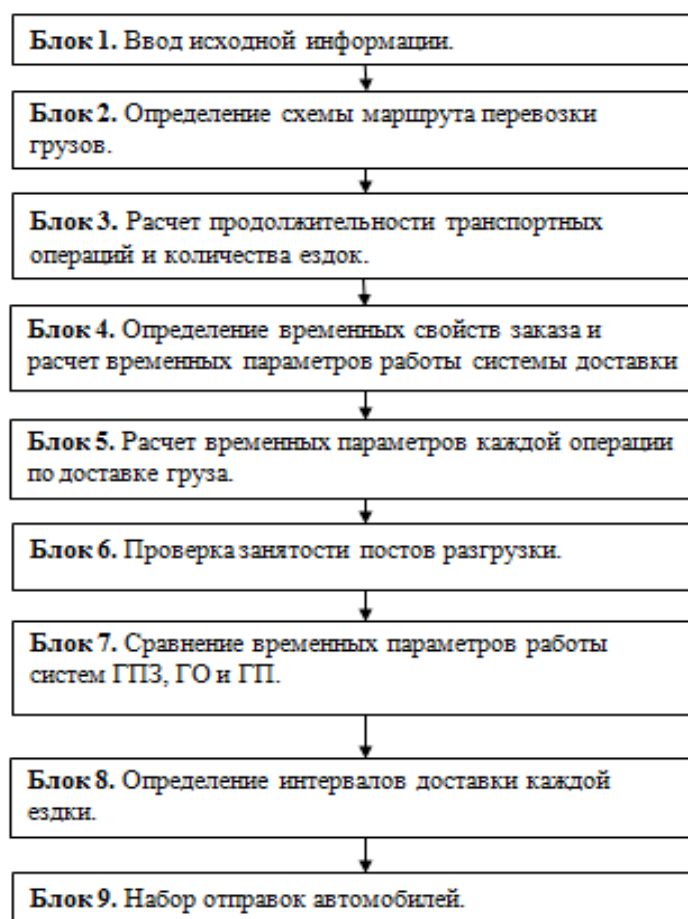 Блок 1. Ввод исходной информации.
Блок 2. Определение схемы маршрута перевозки
грузов.
Блок 3. Расчет продолжительности транспортных
операций и количества ездок.
Блок 4. Определение временных свойств заказа и
расчет временных параметров работы системы доставки
Блок 5. Расчет временных параметров каждой операции
по доставке груза.
Блок 6. Проверка занятости постов разгрузки.
Блок 7. Сравнение временных параметров работы
систем ГПЗ, ГО и ГП.
Блок 8. Определение интервалов доставки каждой
ездки.
Блок 9. Набор отправок автомобилей.